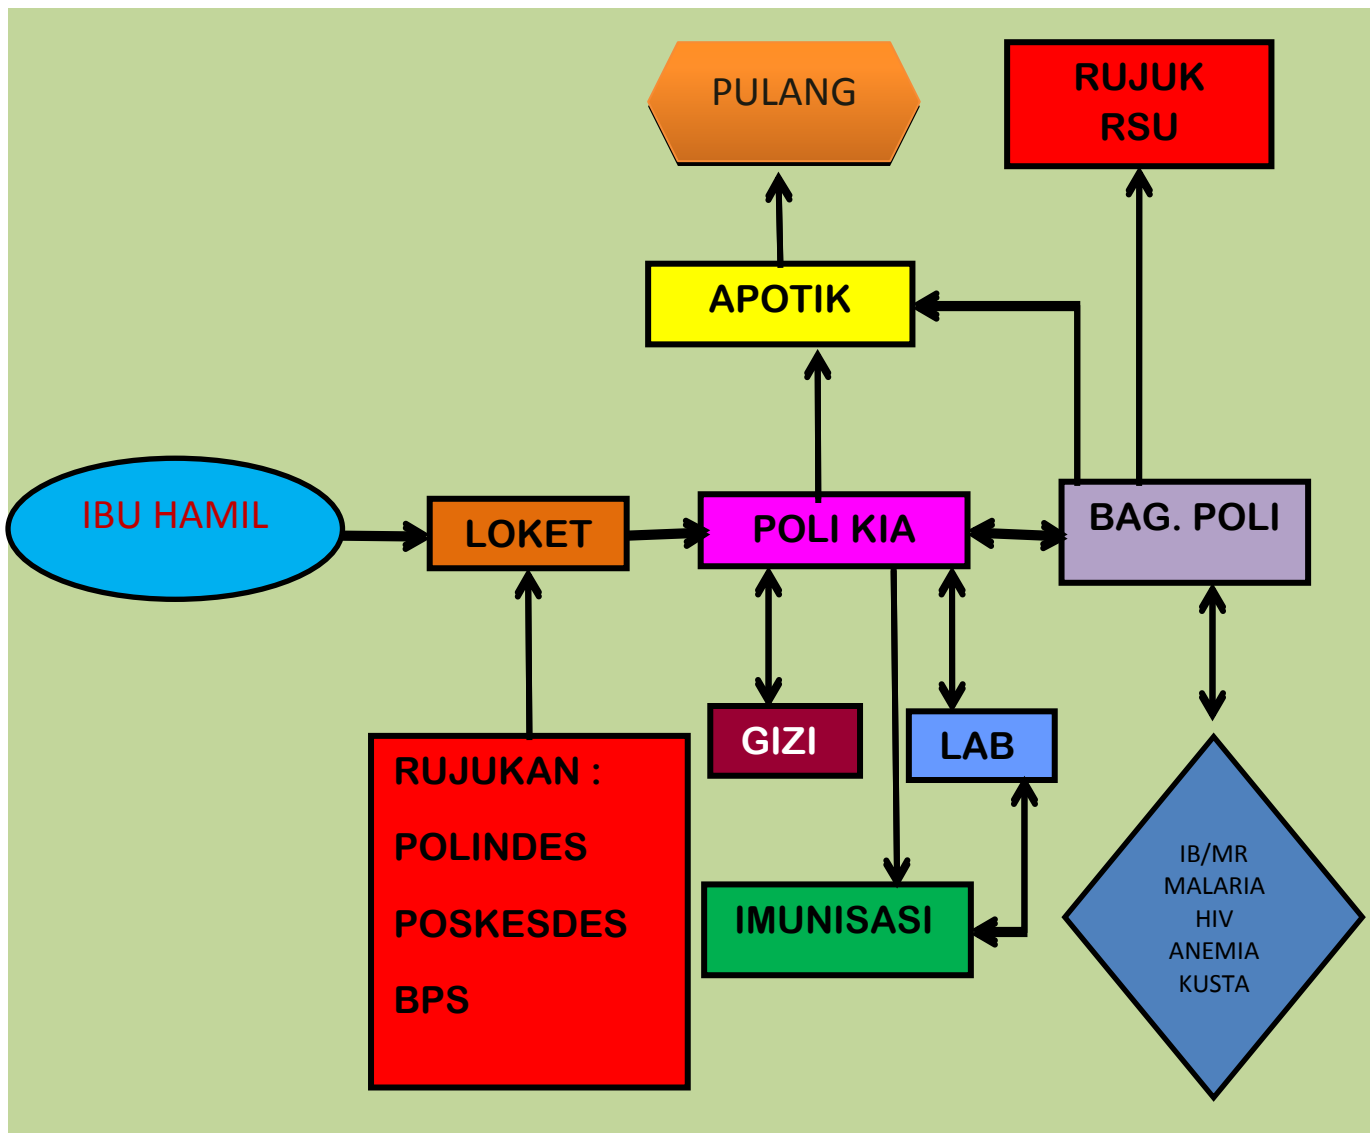 PULANG
RUJUK
RSU
APOTIK
IBU HAMIL
LOKET
POLI KIA
BAG. POLI
GIZI
LAB
RUJUKAN :
POLINDES
POSKESDES
BPS
IMUNISASI
IB/MR
MALARIA
HIV
ANEMIA
KUSTA